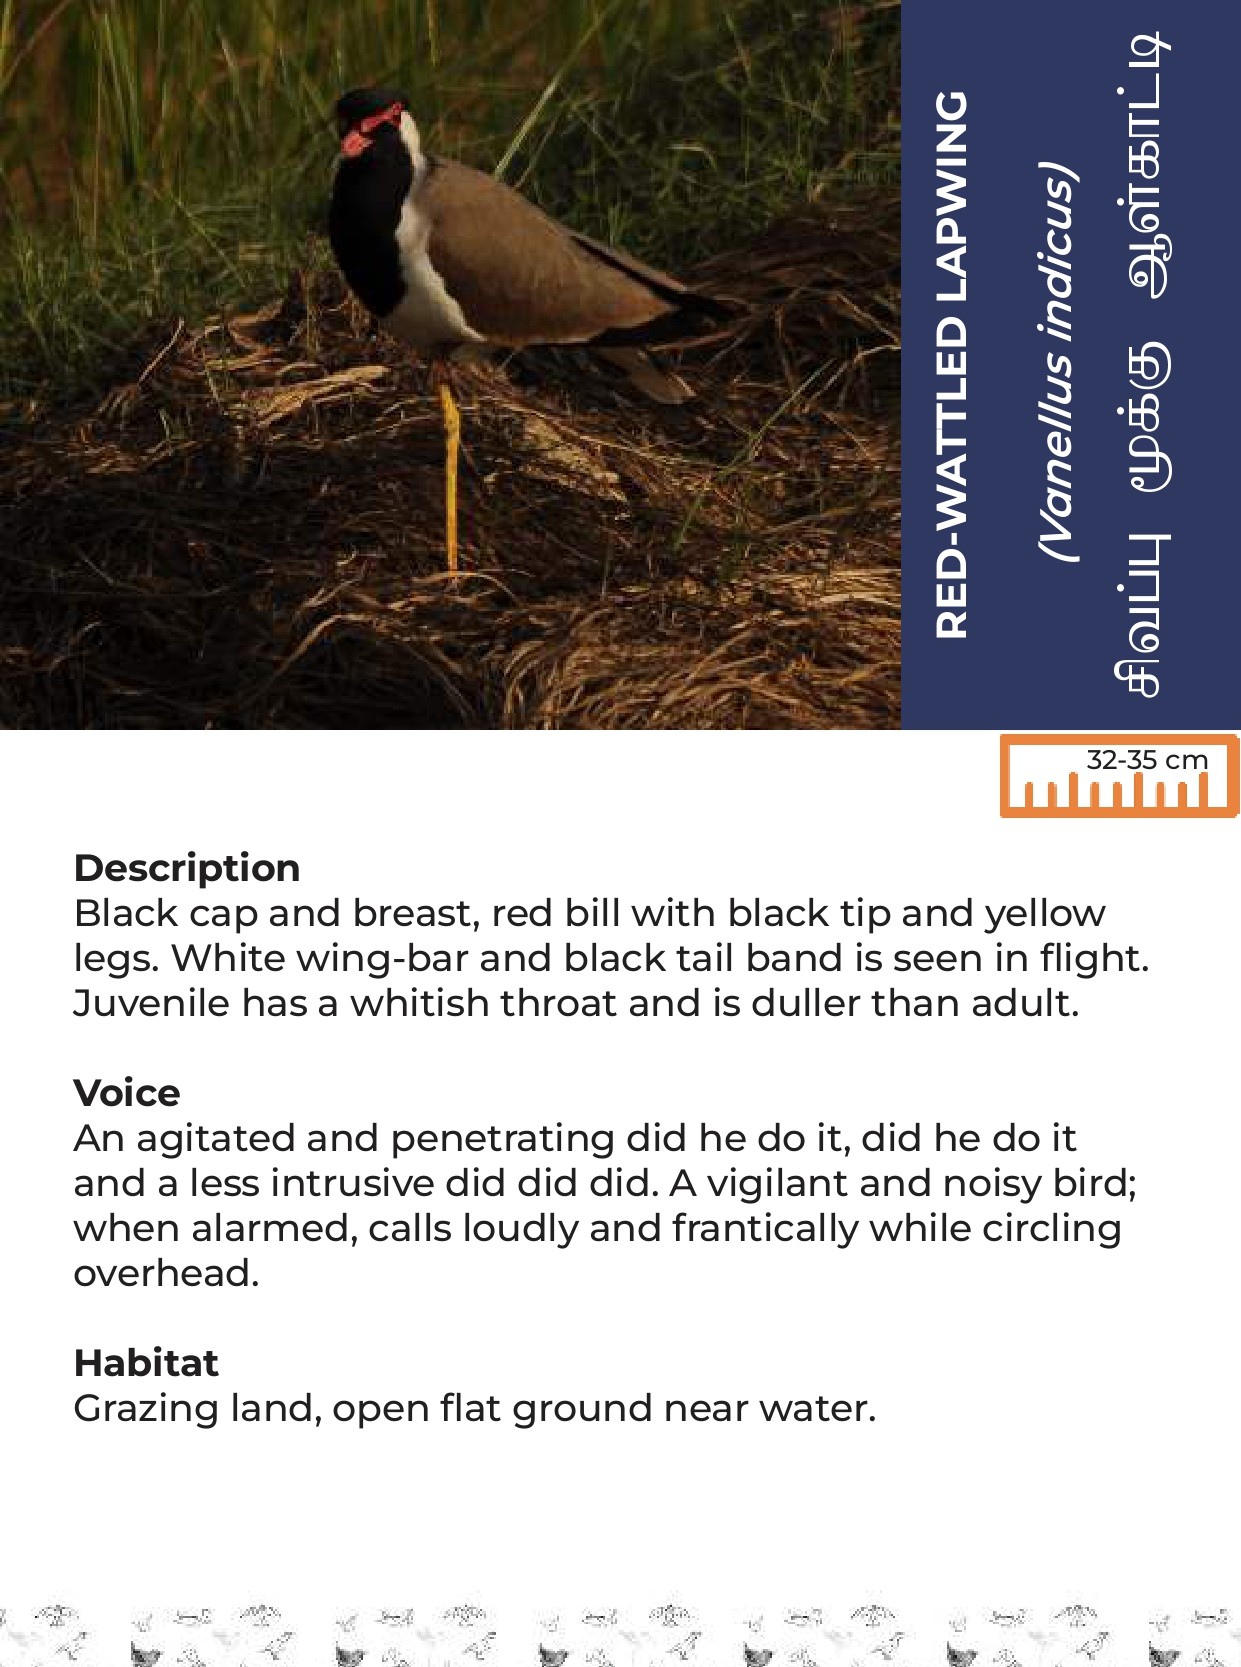 RED-WATTLED LAPWING
(Vanellus indicus)
சிவப்பு மூக்கு ஆள்காட்டி
32-35 cm
Description
Black cap and breast, red bill with black tip and yellow
legs. White wing-bar and black tail band is seen in flight.
Juvenile has a whitish throat and is duller than adult.
Voice
An agitated and penetrating did he do it, did he do it
and a less intrusive did did did. A vigilant and noisy bird;
when alarmed, calls loudly and frantically while circling
overhead.
Habitat
Grazing land, open flat ground near water.